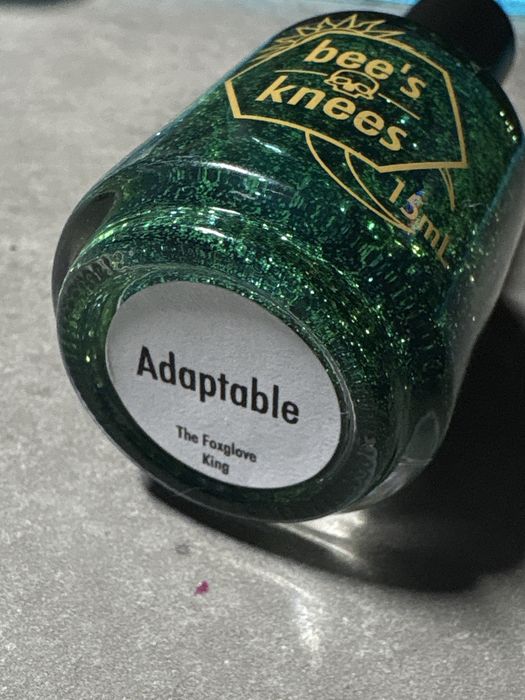 bee's
knees
15mL
Adaptable
The Foxglove
King